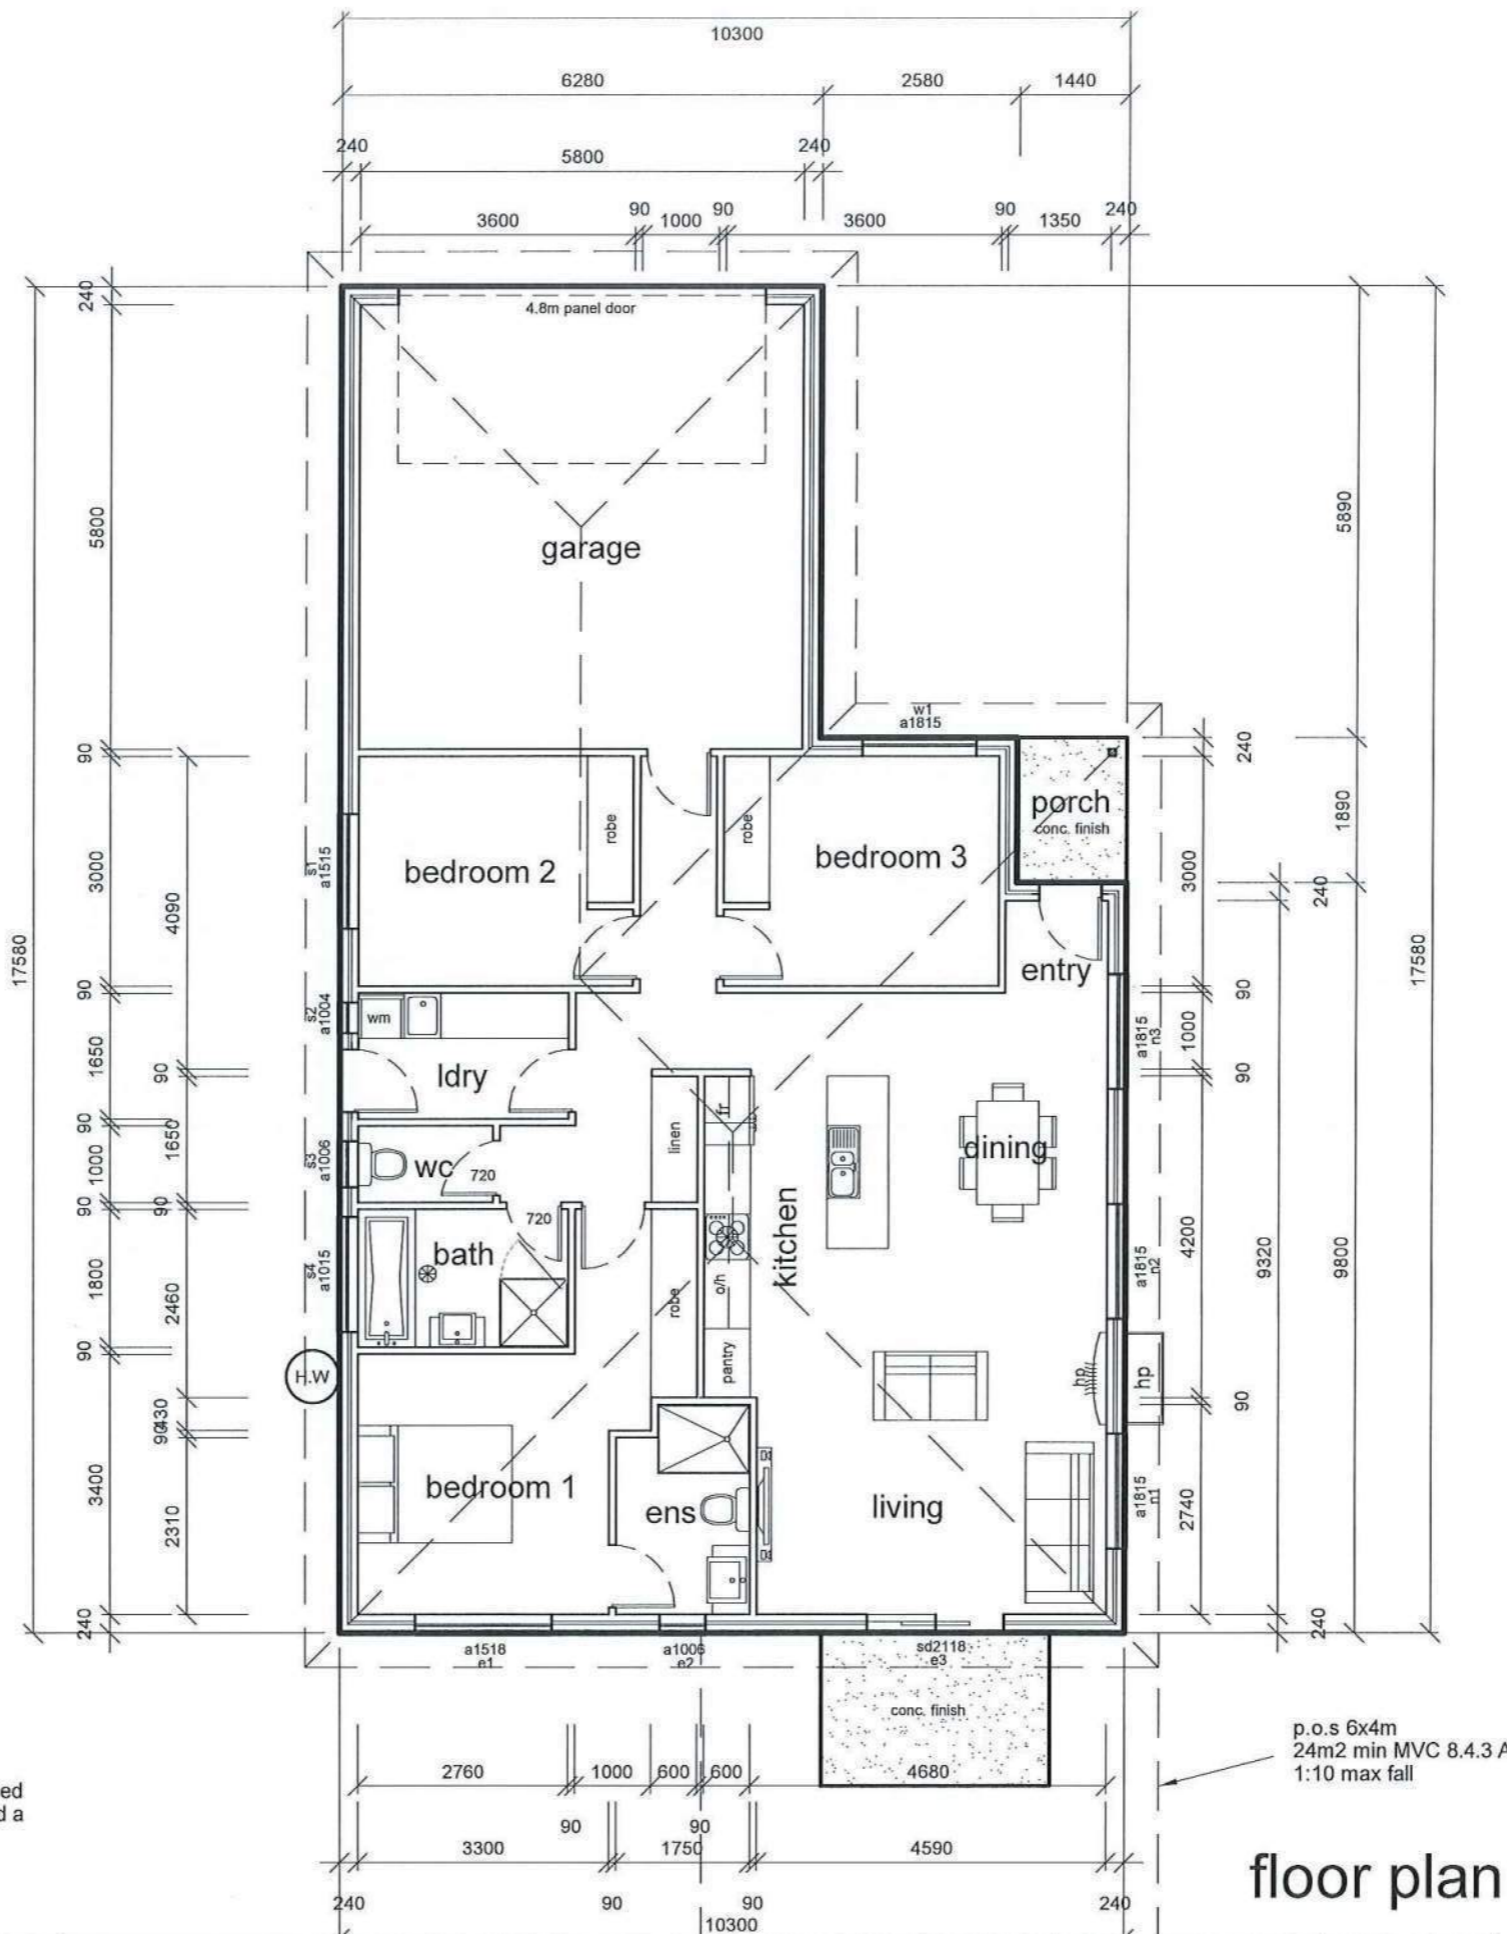 10300
6280 2580 1440
240 5800 240
3600 90 1000 90 3600 90 1350 240
4.8m panel door
240
5800
90
3000
90
1650
90
1000
90
1800
90
3400
240
17580
4090
90
1650
90
2460
430
90
2310
garage
w1
a1815
robe
robe
bedroom 2
bedroom 3
porch
conc. finish
entry
s1
a1515
s2
a1004
s3
a1006
s4
a1015
wm
ldry
linen
fr
wc
720
720
bath
kitchen
dining
o/h
robe
pantry
H.W
hp
hp
bedroom 1
ens
living
a1815
n3
a1815
n2
a1815
n1
240
3000
90
1000
90
4200
90
2740
240
9320
240
5890
1890
9800
17580
a1518
e1
a1006
e2
sd2118
e3
conc. finish
2760 1000 600 600 4680
90 90
3300 1750 4590
240 90 90 240
10300
p.o.s 6x4m
24m2 min MVC 8.4.3 A
1:10 max fall
ed
d a
floor plan